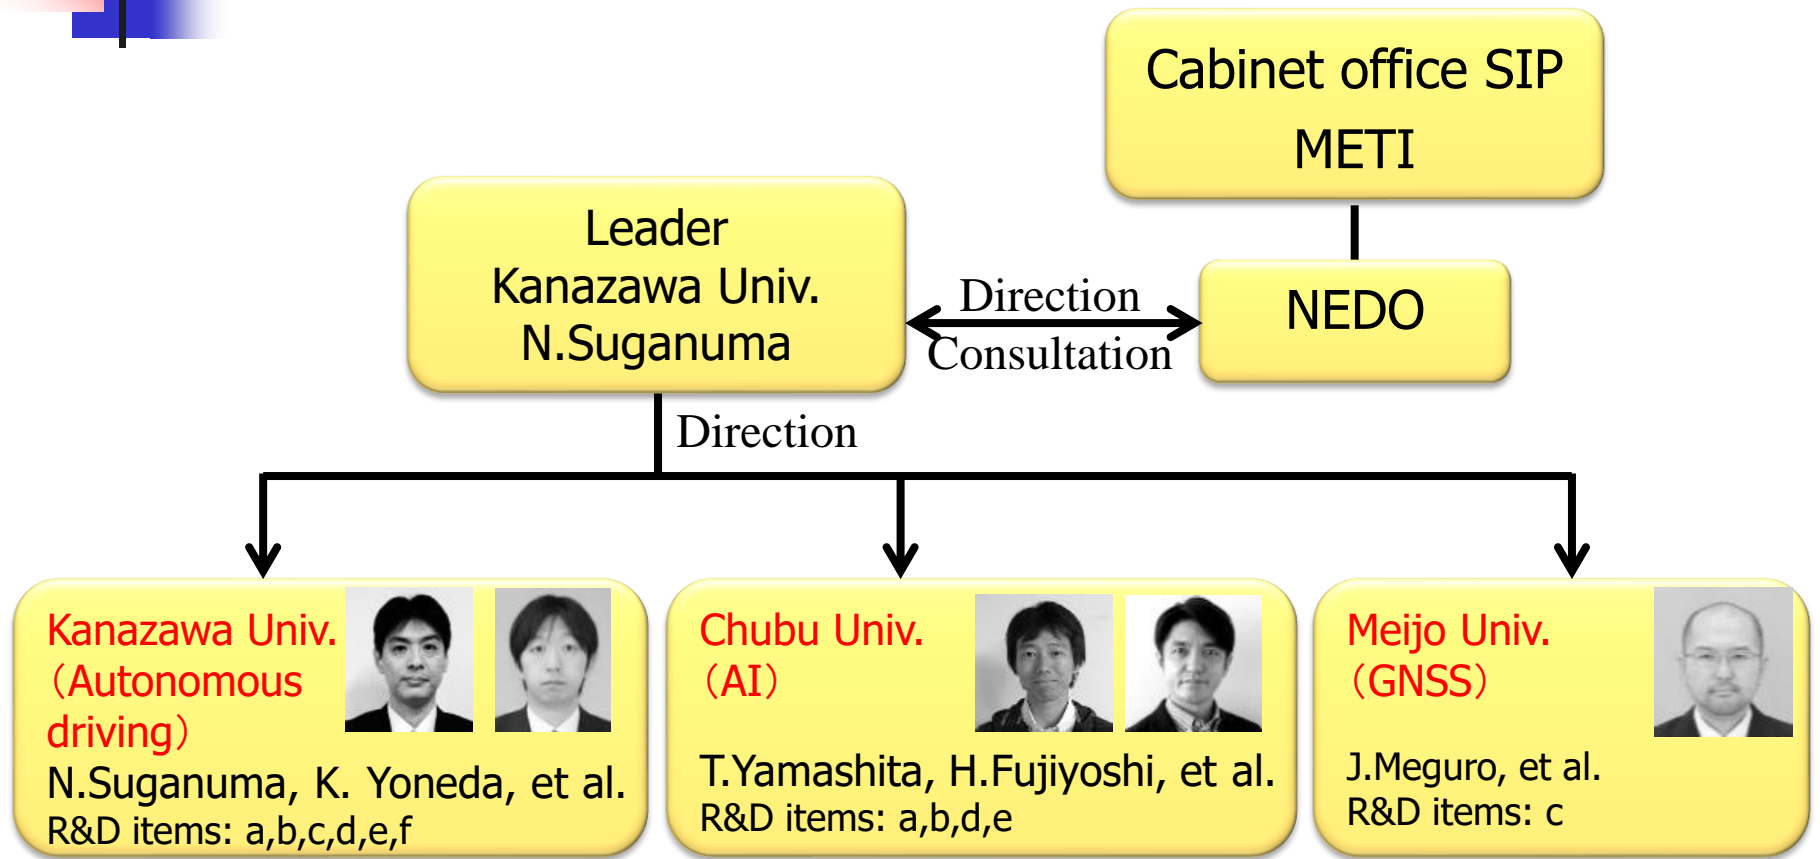 Cabinet office SIP
METI
Leader
Kanazawa Univ.
N.Suganuma
Direction
Consultation
NEDO
Direction
Kanazawa Univ.
（Autonomous
driving）
N.Suganuma, K. Yoneda, et al.
R&D items: a,b,c,d,e,f
Chubu Univ.
（AI）
T.Yamashita, H.Fujiyoshi, et al.
R&D items: a,b,d,e
Meijo Univ.
（GNSS）
J.Meguro, et al.
R&D items: c